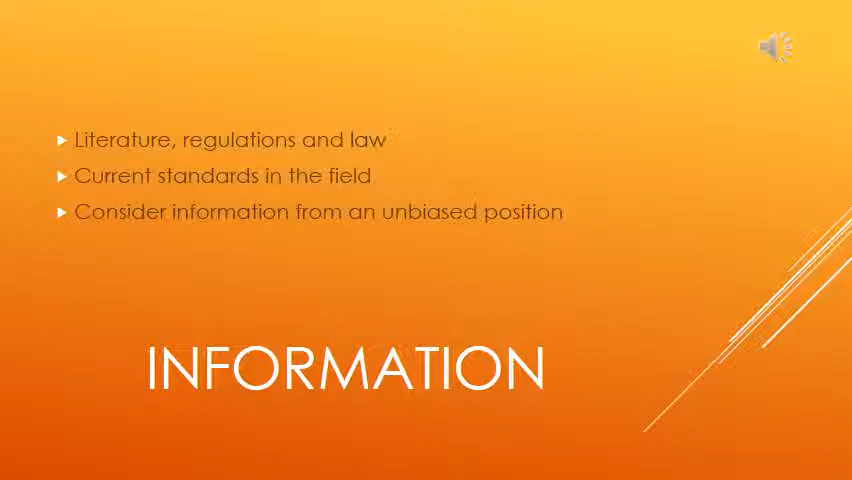 Literature, regulations and law
Current standards in the field
Consider information from an unbiased position
INFORMATION